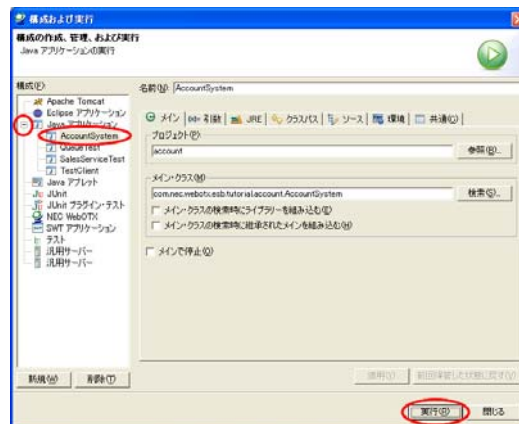 構成および実行
構成の作成、管理、および実行
Java アプリケーションの実行
構成(E)
Apache Tomcat
Eclipse アプリケーション
Java アプリケーション
AccountSystem
QueueTest
SalesServiceTest
TestClient
Java アプレット
JUnit
JUnit プラグイン・テスト
NEC WebOTX
SWT アプリケーション
テスト
汎用サーバー
汎用サーバー
新規(W)
削除(T)
名前(N): AccountSystem
メイン
引数
JRE
クラスパス
ソース
環境
共通(C)
プロジェクト(P)
account
参照(B)...
メイン・クラス(M)
com.nec.webotx.esb.tutorial.account.AccountSystem
検索(S)...
メイン・クラスの検索時にライブラリーを組み込む(E)
メイン・クラスの検索時に継承されたメインを組み込む(H)
メインで停止(O)
適用(Y)
前回保管した状態に戻す(V)
実行(R)
閉じる